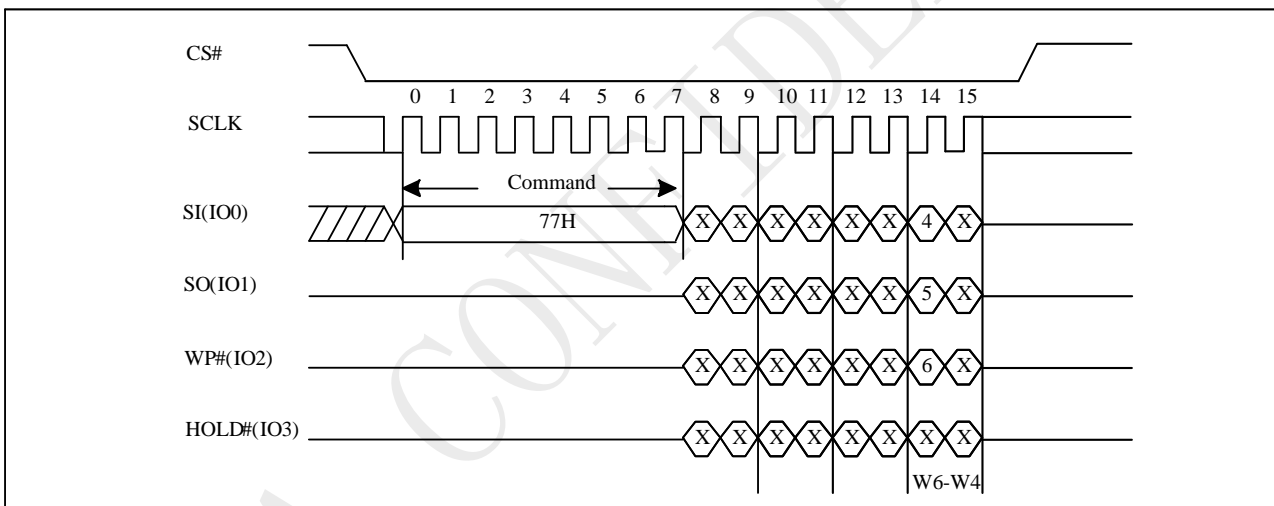 CS#
0 1 2 3 4 5 6 7 8 9 10 11 12 13 14 15
SCLK
Command
SI(IO0) 77H X X X X X X 4 X
SO(IO1) X X X X X X 5 X
WP#(IO2) X X X X X X 6 X
HOLD#(IO3) X X X X X X X X
W6-W4